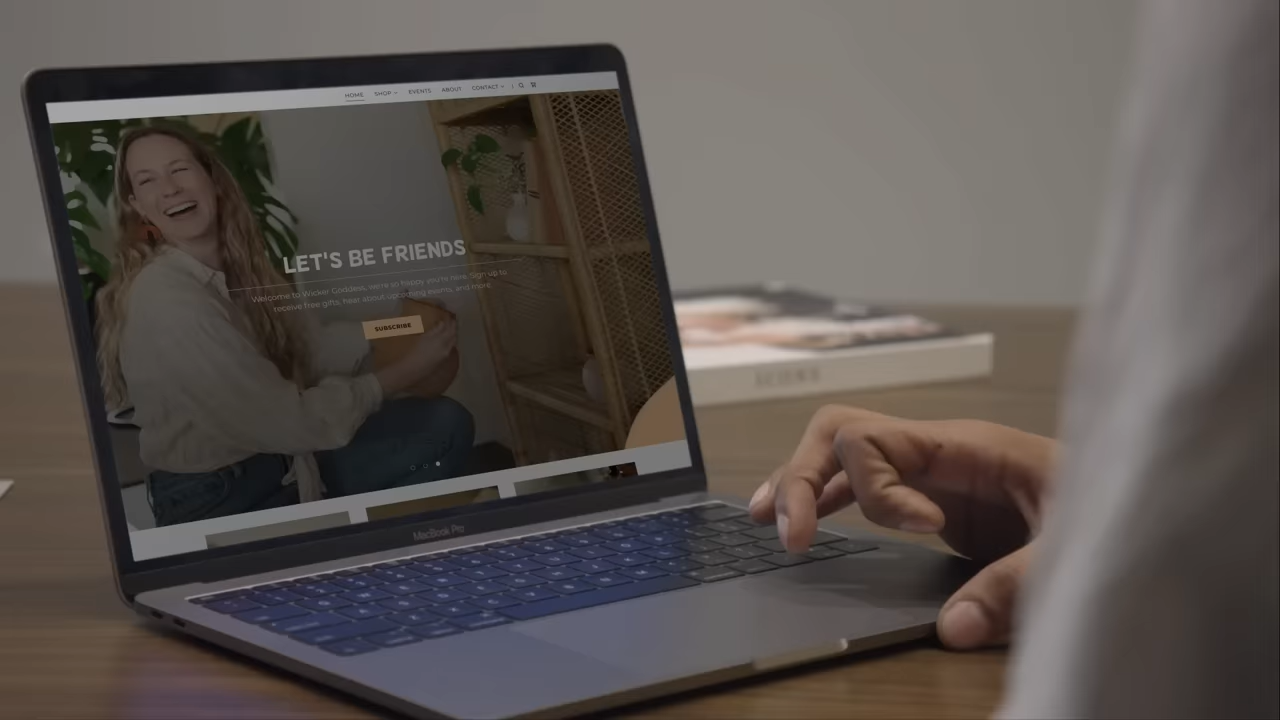 HOME SHOP EVENTS ABOUT CONTACT
LET'S BE FRIENDS
Welcome to Wicker Goddess, we're so happy you're here. Sign up to
receive free gifts, hear about upcoming events, and more.
SUBSCRIBE
MacBook Pro